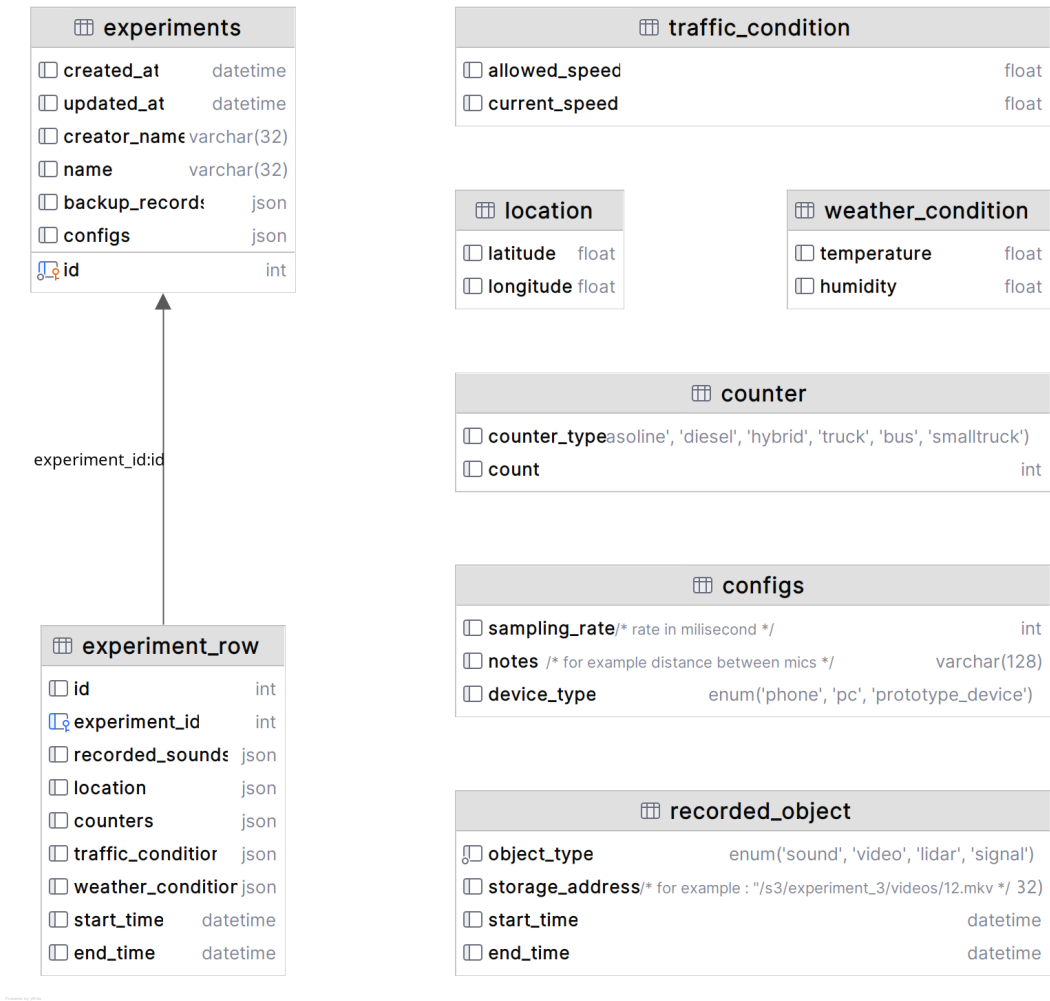 experiments
created_at datetime
updated_at datetime
creator_name varchar(32)
name varchar(32)
backup_records json
configs json
id int
experiment_id:id
experiment_row
id int
experiment_id int
recorded_sounds json
location json
counters json
traffic_condition json
weather_condition json
start_time datetime
end_time datetime
traffic_condition
allowed_speed float
current_speed float
location
latitude float
longitude float
weather_condition
temperature float
humidity float
counter
counter_type asoline', 'diesel', 'hybrid', 'truck', 'bus', 'smalltruck')
count int
configs
sampling_rate /* rate in milisecond */ int
notes /* for example distance between mics */ varchar(128)
device_type enum('phone', 'pc', 'prototype_device')
recorded_object
object_type enum('sound', 'video', 'lidar', 'signal')
storage_address /* for example : "/s3/experiment_3/videos/12.mkv */ 32)
start_time datetime
end_time datetime